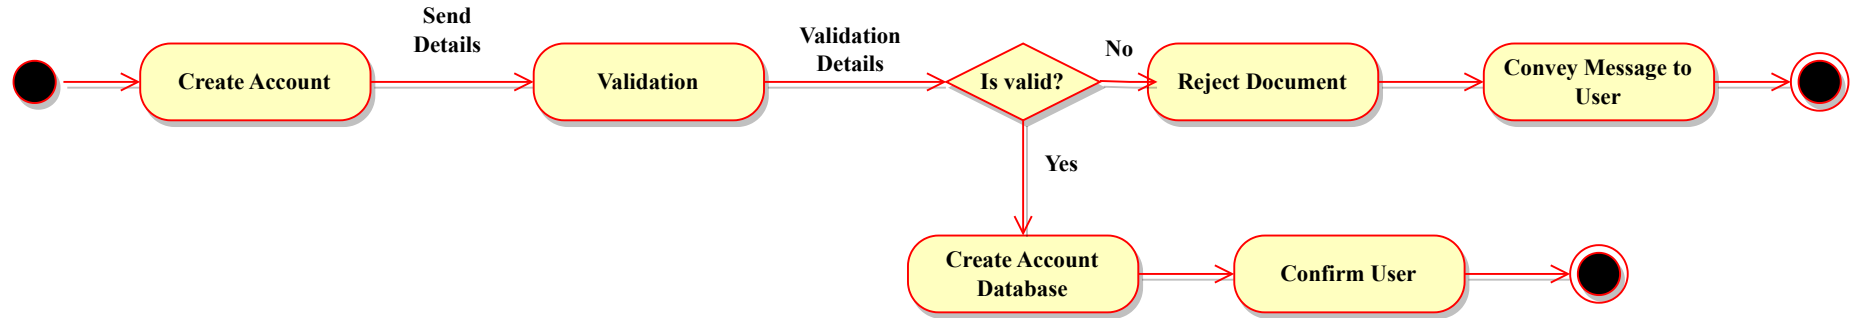 Send
Details
Create Account
Validation
Validation
Details
Is valid?
No
Reject Document
Convey Message to
User
Yes
Create Account
Database
Confirm User